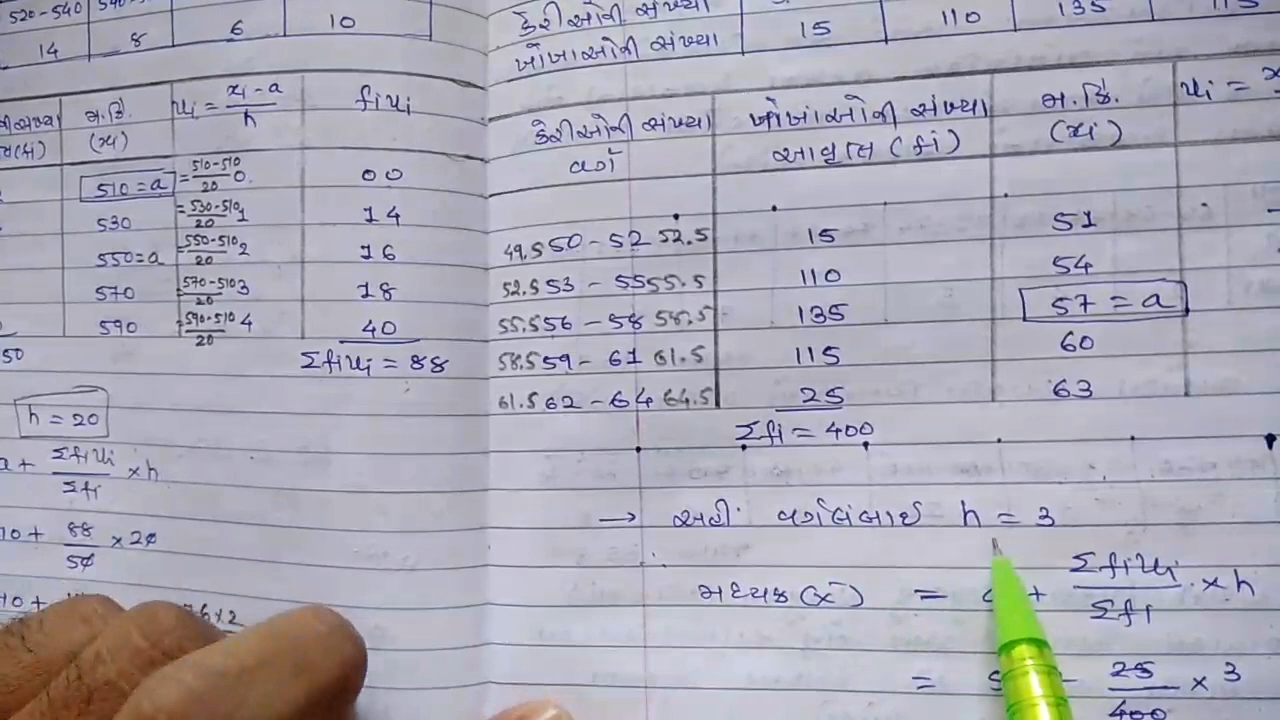 520-540
14 8 6 10
xi = (xi - a)/h
fixi
અ.કિ.
(xi)
510 = a = 510-510/20 0. 00
530 = 530-510/20 1 14
550 = a = 550-510/20 2 16
570 = 570-510/20 3 18
590 = 590-510/20 4 40
50
Σfiui = 88
h = 20
a + Σfiui/Σfi × h
10 + 88/50 × 20
કેરીઓની સંખ્યા
ખોખાઓની સંખ્યા 15 110 135 115
કેરીઓની સંખ્યા ખોખાઓની સંખ્યા અ.કિ. ui =
વર્ગ આવૃત્તિ (fi) (xi)
49.5 50 - 52 52.5 15 51
52.5 53 - 55 55.5 110 54
55.5 56 - 58 58.5 135 57 = a
58.5 59 - 61 61.5 115 60
61.5 62 - 64 64.5 25 63
Σfi = 400
→ અહી વર્ગલંબાઈ h = 3
મધ્યક (x̄) = + Σfiui/Σfi × h
= 25/400 × 3